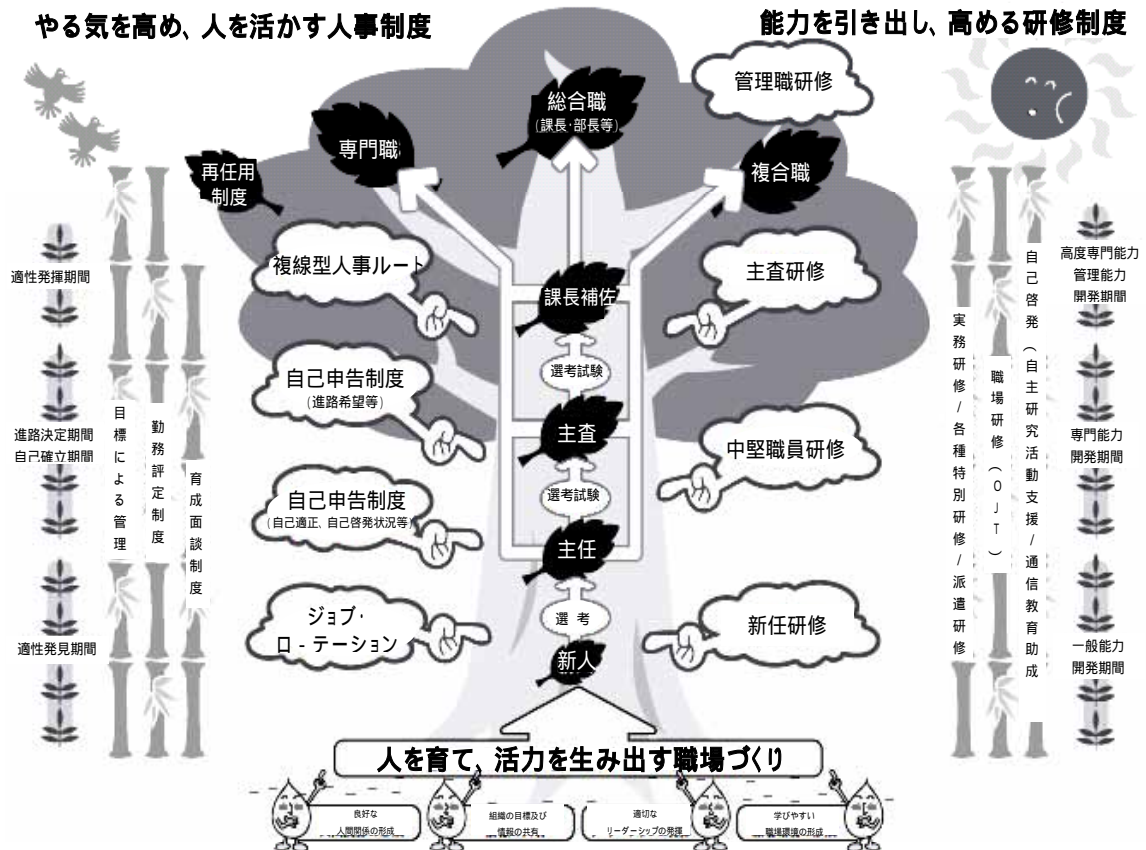 やる気を高め、人を活かす人事制度
能力を引き出し、高める研修制度
管理職研修
総合職
(課長・部長等)
専門職
複合職
再任用
制度
複線型人事ルート
主査研修
課長補佐
適性発揮期間
高度専門能力
管理能力
開発期間
選考試験
自己申告制度
(進路希望等)
主査
中堅職員研修
進路決定期間
自己確立期間
専門能力
開発期間
目標による管理
勤務評定制度
育成面談制度
実務研修/各種特別研修/派遣研修
職場研修(OJT)
自己啓発(自主研究活動支援/通信教育助成
選考試験
自己申告制度
(自己適正、自己啓発状況等)
主任
ジョブ・
ロ-テーション
選考
新任研修
新人
適性発見期間
一般能力
開発期間
人を育て、活力を生み出す職場づくり
良好な
人間関係の形成
組織の目標及び
情報の共有
適切な
リーダーシップの発揮
学びやすい
職場環境の形成